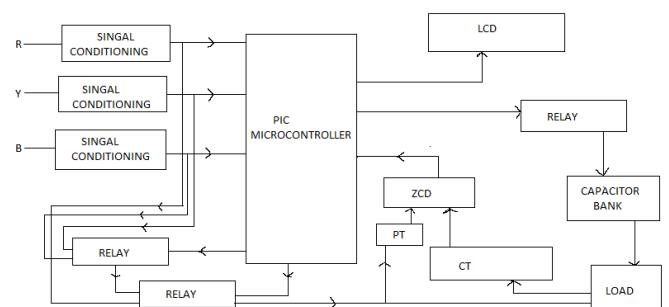 R
SINGAL
CONDITIONING
Y
SINGAL
CONDITIONING
B
SINGAL
CONDITIONING
PIC
MICROCONTROLLER
LCD
RELAY
ZCD
CAPACITOR
BANK
PT
CT
RELAY
RELAY
LOAD